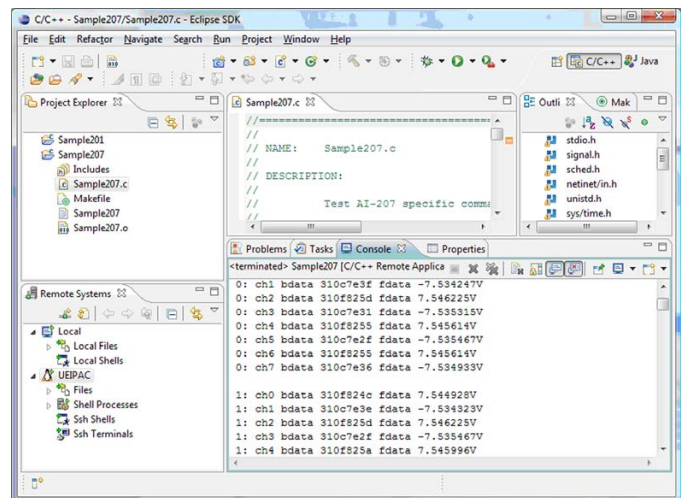 C/C++ - Sample207/Sample207.c - Eclipse SDK
File Edit Refactor Navigate Search Run Project Window Help
C/C++ Java
Project Explorer
Sample201
Sample207
Includes
Sample207.c
Makefile
Sample207
Sample207.o
Sample207.c
//=====================================
//
// NAME: Sample207.c
//
// DESCRIPTION:
//
// Test AI-207 specific comma
//
Outli Mak
stdio.h
signal.h
sched.h
netinet/in.h
unistd.h
sys/time.h
Remote Systems
Local
Local Files
Local Shells
UEIPAC
Files
Shell Processes
Ssh Shells
Ssh Terminals
Problems Tasks Console Properties
<terminated> Sample207 [C/C++ Remote Applica
0: ch1 bdata 310c7e3f fdata -7.534247V
0: ch2 bdata 310f825d fdata 7.546225V
0: ch3 bdata 310c7e31 fdata -7.535315V
0: ch4 bdata 310f8255 fdata 7.545614V
0: ch5 bdata 310c7e2f fdata -7.535467V
0: ch6 bdata 310f8255 fdata 7.545614V
0: ch7 bdata 310c7e36 fdata -7.534933V
1: ch0 bdata 310f824c fdata 7.544928V
1: ch1 bdata 310c7e3e fdata -7.534323V
1: ch2 bdata 310f825d fdata 7.546225V
1: ch3 bdata 310c7e2f fdata -7.535467V
1: ch4 bdata 310f825a fdata 7.545996V